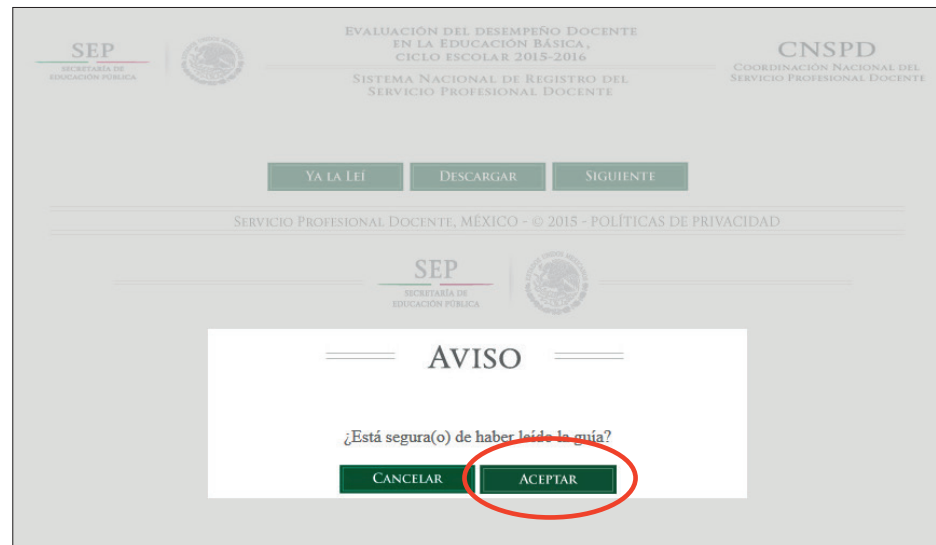 SEP
SECRETARÍA DE
EDUCACIÓN PÚBLICA
EVALUACIÓN DEL DESEMPEÑO DOCENTE
EN LA EDUCACIÓN BÁSICA,
CICLO ESCOLAR 2015-2016
SISTEMA NACIONAL DE REGISTRO DEL
SERVICIO PROFESIONAL DOCENTE
CNSPD
COORDINACIÓN NACIONAL DEL
SERVICIO PROFESIONAL DOCENTE
YA LA LEÍ DESCARGAR SIGUIENTE
SERVICIO PROFESIONAL DOCENTE, MÉXICO - © 2015 - POLÍTICAS DE PRIVACIDAD
SEP
SECRETARÍA DE
EDUCACIÓN PÚBLICA
AVISO
¿Está segura(o) de haber leído la guía?
CANCELAR ACEPTAR